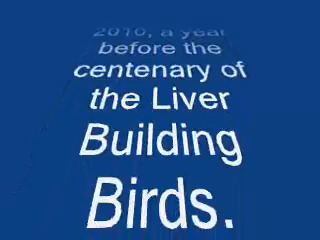 2010, a year
before the
centenary of
the Liver
Building
Birds.